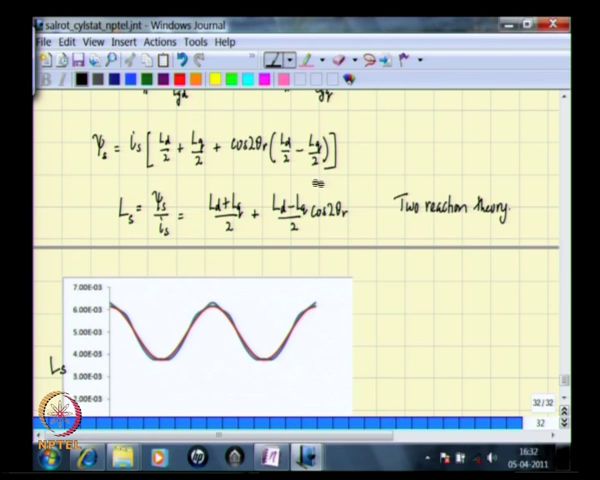 salrot_cylstat_nptel.jnt - Windows Journal
File Edit View Insert Actions Tools Help
Ψs = is [ Ld/2 + Lq/2 + cos2θr ( Ld/2 − Lq/2 ) ]
Ls = Ψs/is = (Ld+Lq)/2 + (Ld−Lq)/2 cos2θr Two reaction theory.
7.00E-03
6.00E-03
5.00E-03
4.00E-03
Ls
2.00E-03
32/32
32
NPTEL
16:32
05-04-2011